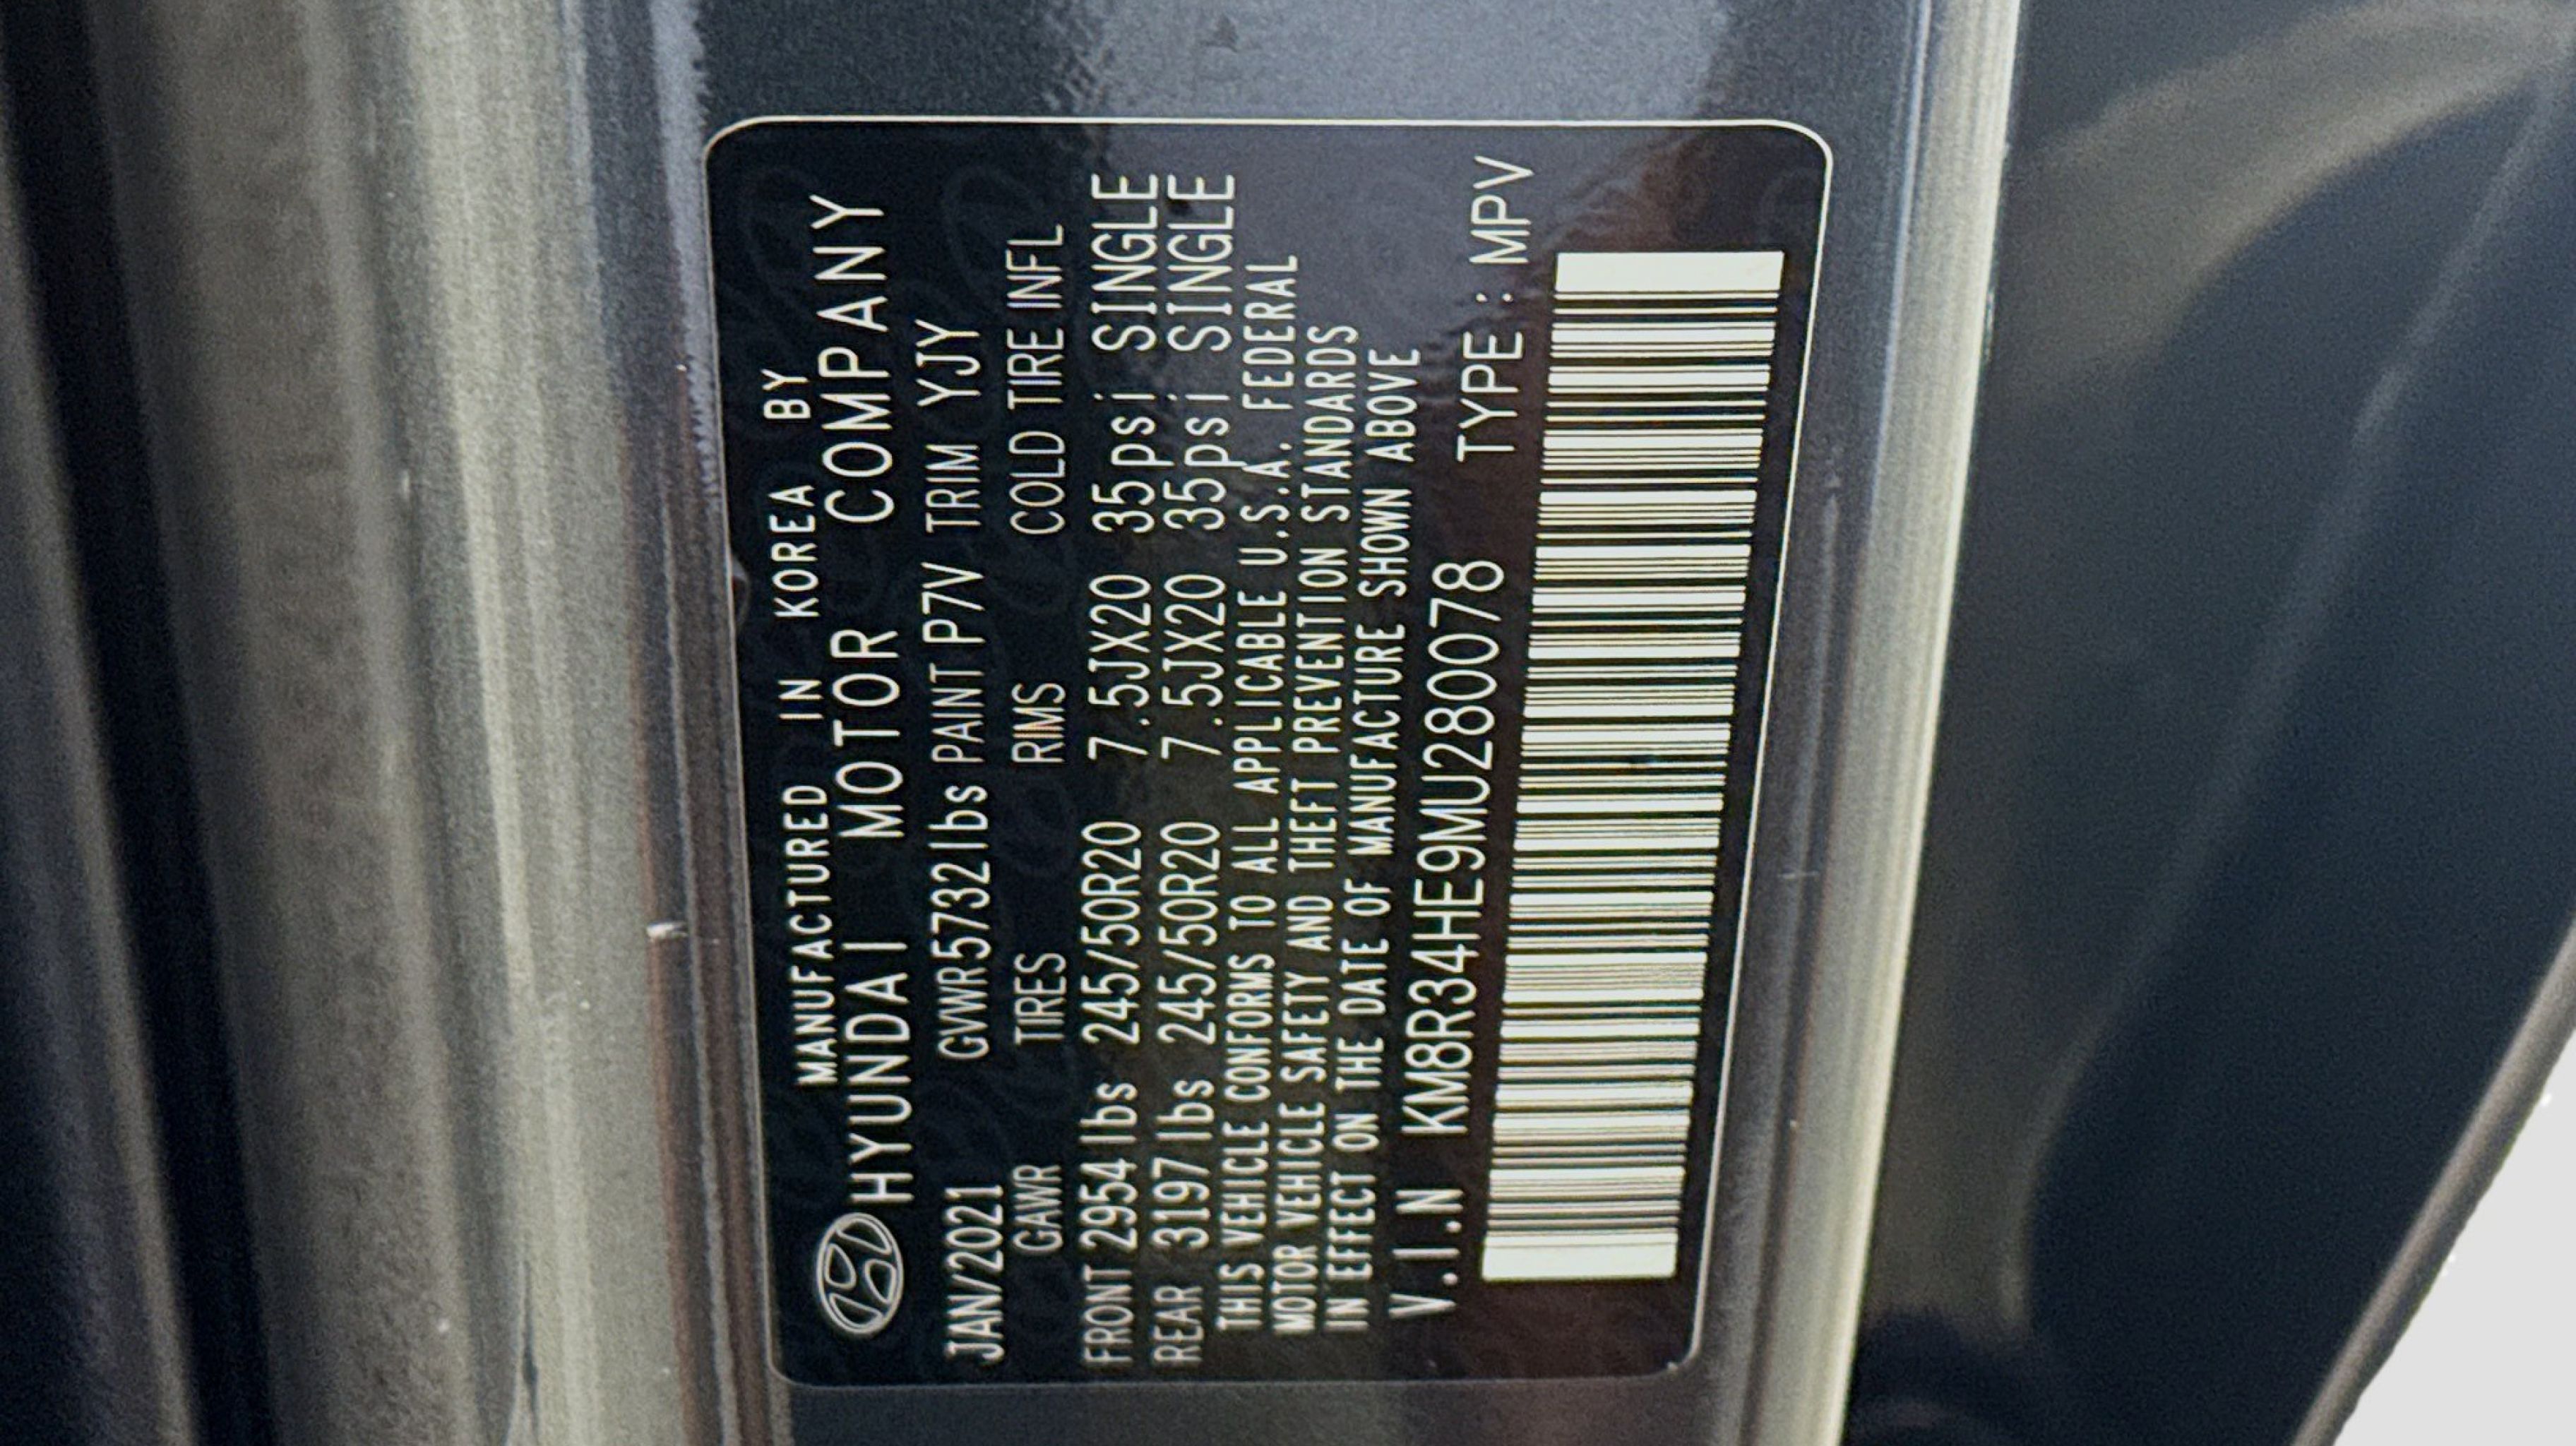 MANUFACTURED IN KOREA BY
HYUNDAI MOTOR COMPANY
JAN/2021 GVWR5732lbs PAINT P7V TRIM YJY
GAWR TIRES RIMS COLD TIRE INFL
FRONT 2954 lbs 245/50R20 7.5JX20 35psi SINGLE
REAR 3197 lbs 245/50R20 7.5JX20 35psi SINGLE
THIS VEHICLE CONFORMS TO ALL APPLICABLE U.S.A. FEDERAL
MOTOR VEHICLE SAFETY AND THEFT PREVENTION STANDARDS
IN EFFECT ON THE DATE OF MANUFACTURE SHOWN ABOVE
V.I.N KM8R34HE9MU280078 TYPE : MPV